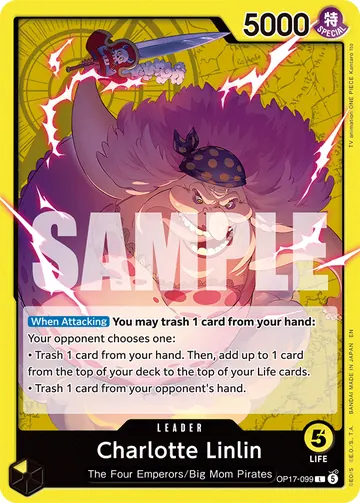 5000
特
SPECIAL
TV animation ONE PIECE Kantaro Ito
SAMPLE
When Attacking You may trash 1 card from your hand:
Your opponent chooses one:
• Trash 1 card from your hand. Then, add up to 1 card
from the top of your deck to the top of your Life cards.
• Trash 1 card from your opponent's hand.
LEADER
Charlotte Linlin
The Four Emperors/Big Mom Pirates
5
LIFE
OP17-099 L 5
BANDAI MADE IN JAPAN EN